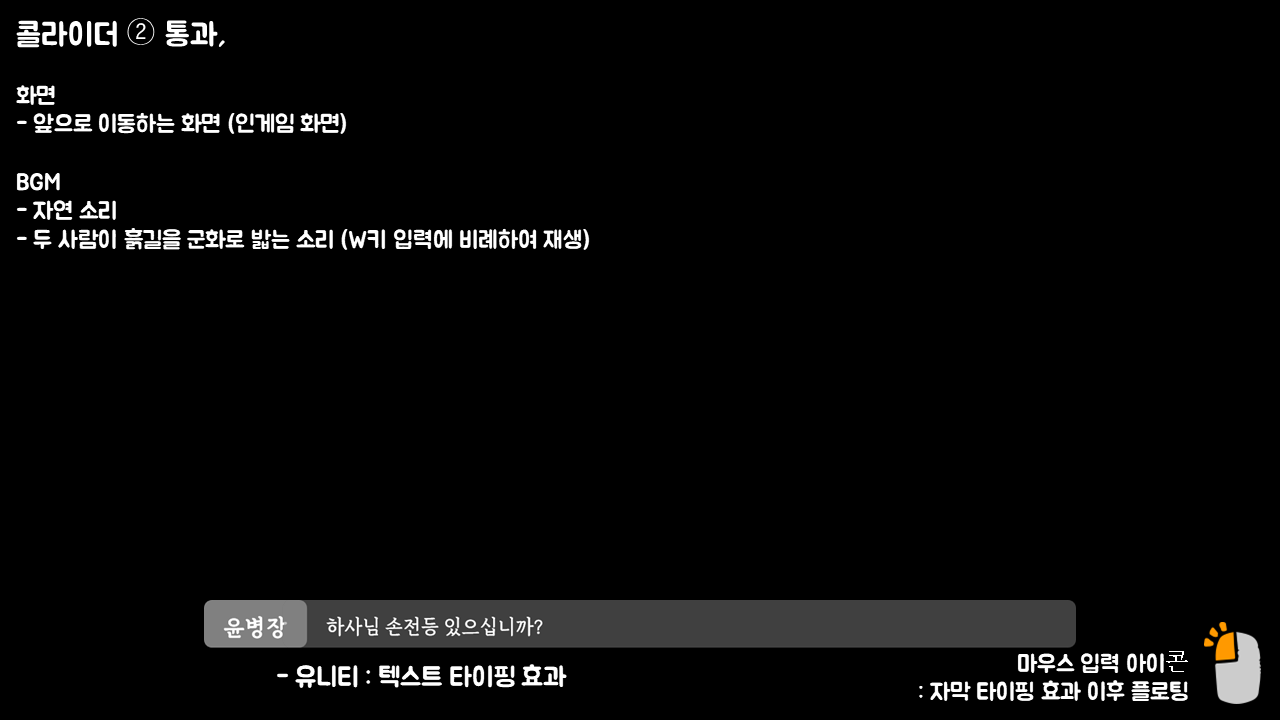 콜라이더 ② 통과,
화면
- 앞으로 이동하는 화면 (인게임 화면)
BGM
- 자연 소리
- 두 사람이 흙길을 군화로 밟는 소리 (W키 입력에 비례하여 재생)
윤병장 하사님 손전등 있으십니까?
- 유니티 : 텍스트 타이핑 효과
마우스 입력 아이콘
: 자막 타이핑 효과 이후 플로팅